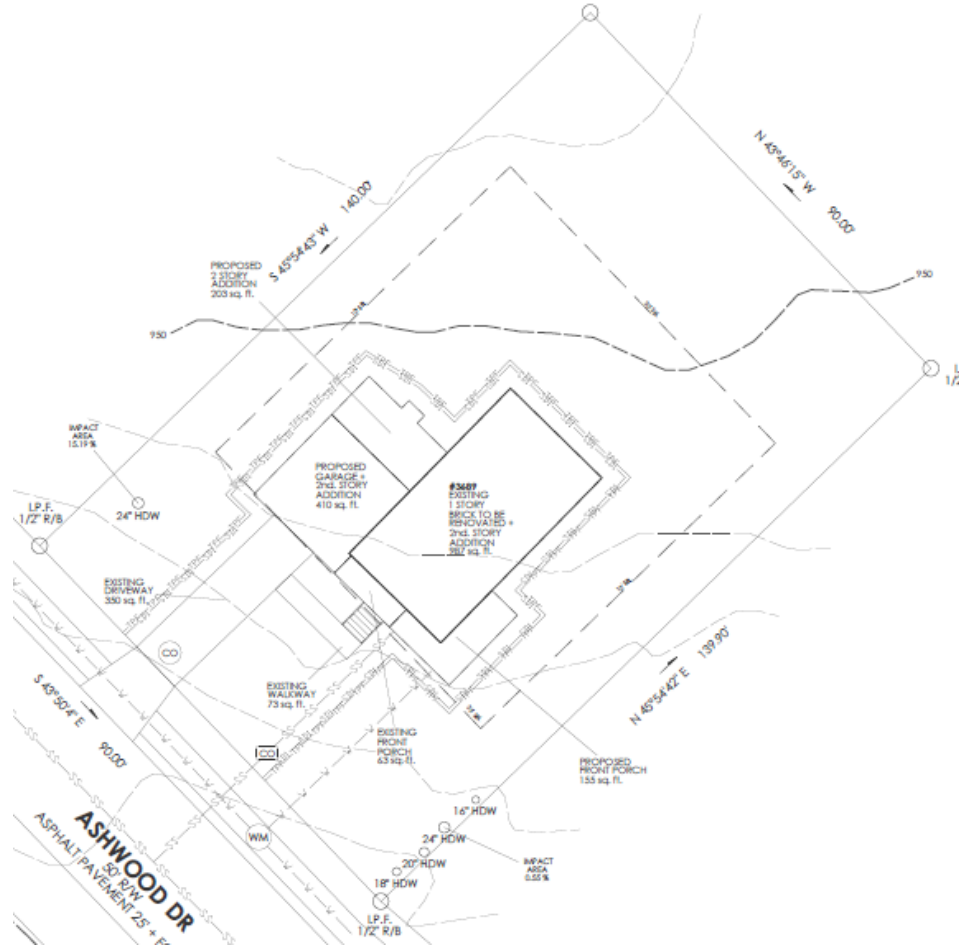 N 43°46'15" W
90.00'
140.00'
S 45°54'43" W
PROPOSED
2 STORY
ADDITION
203 sq. ft.
950
950
IMPACT
AREA
15.19 %
24" HDW
I.P.F.
1/2" R/B
PROPOSED
GARAGE +
2nd. STORY
ADDITION
410 sq. ft.
#3689
EXISTING
1 STORY
BRICK TO BE
RENOVATED +
2nd. STORY
ADDITION
987 sq. ft.
EXISTING
DRIVEWAY
350 sq. ft.
CO
S 43°50'4" E
90.00'
EXISTING
WALKWAY
73 sq. ft.
CO
EXISTING
FRONT
PORCH
63 sq. ft.
139.90'
N 45°54'42" E
PROPOSED
FRONT PORCH
155 sq. ft.
WM
16" HDW
24" HDW
20" HDW
18" HDW
IMPACT
AREA
0.55 %
I.P.F.
1/2" R/B
ASHWOOD DR
50' R/W
ASPHALT PAVEMENT 25' +